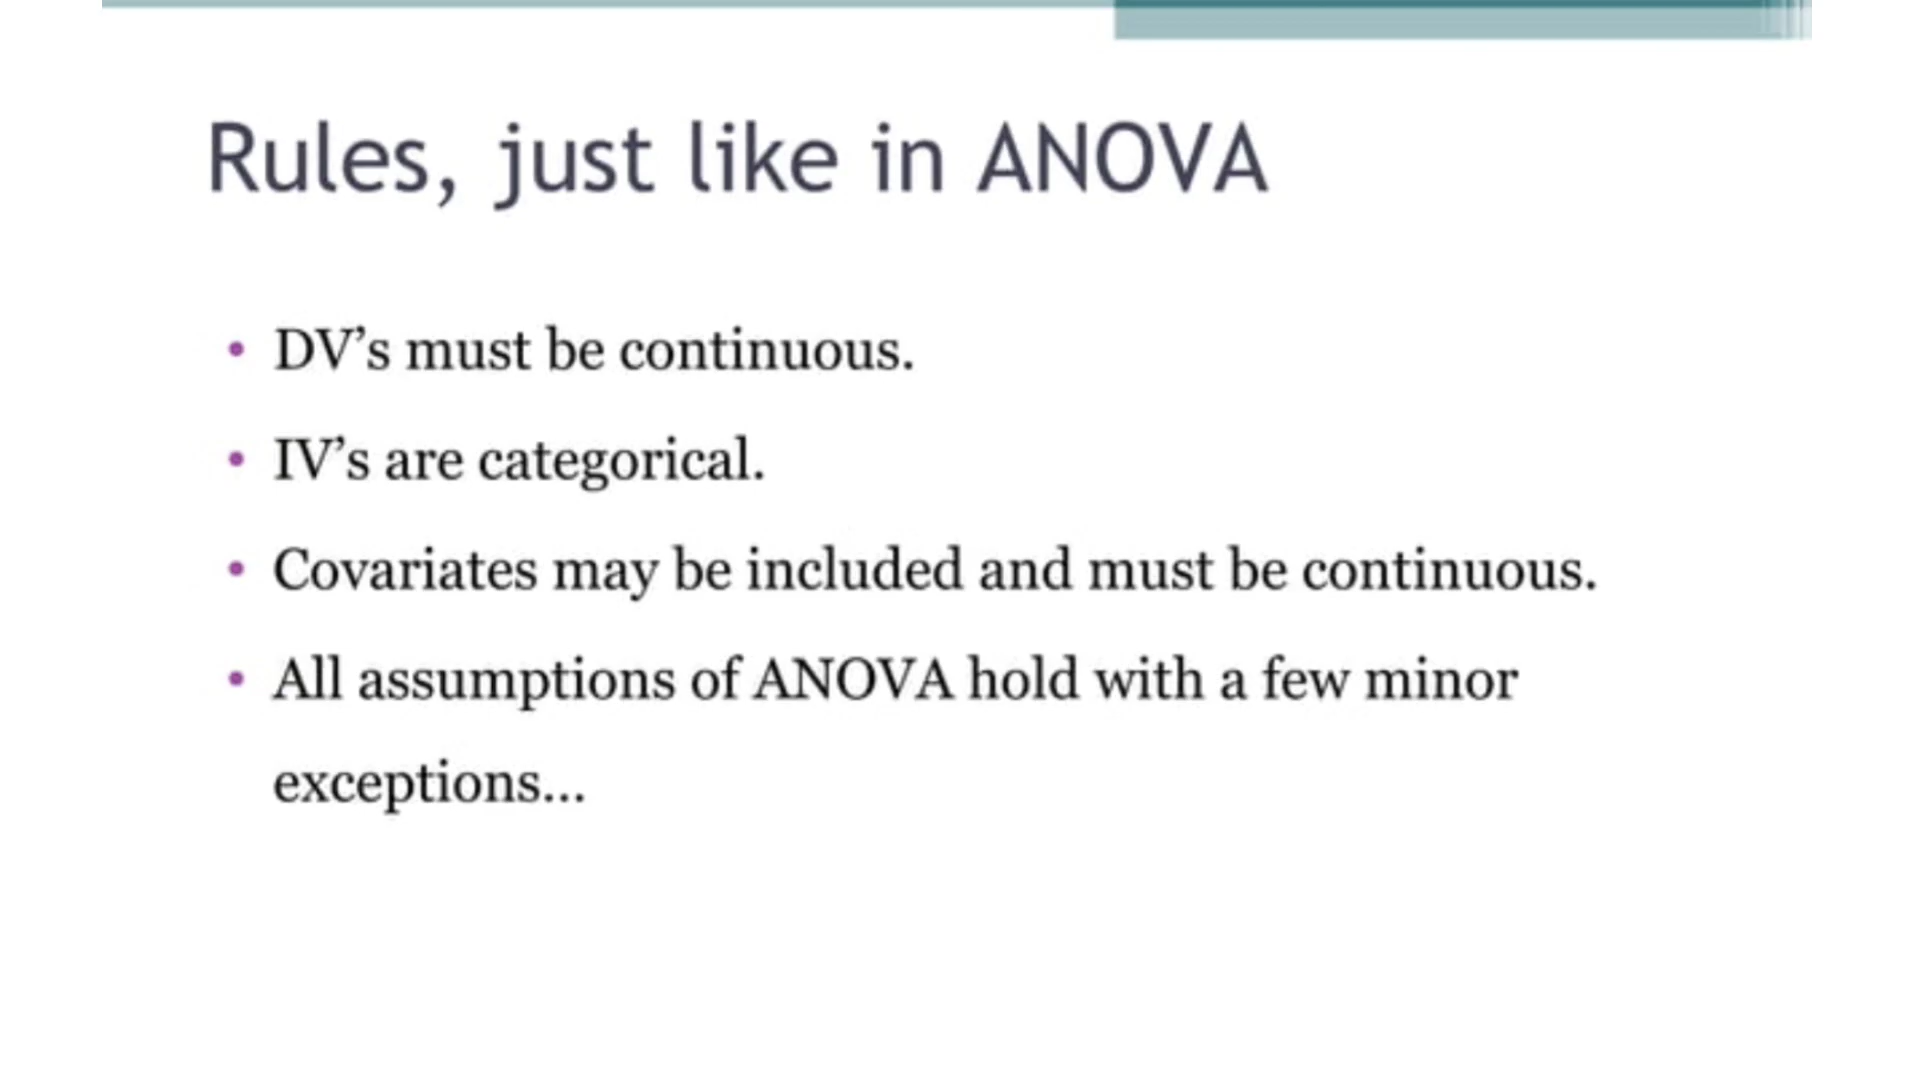 Rules, just like in ANOVA
• DV’s must be continuous.
• IV’s are categorical.
• Covariates may be included and must be continuous.
• All assumptions of ANOVA hold with a few minor
exceptions…